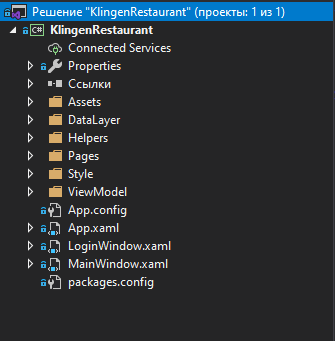 Решение "KlingenRestaurant" (проекты: 1 из 1)
C# KlingenRestaurant
Connected Services
Properties
Ссылки
Assets
DataLayer
Helpers
Pages
Style
ViewModel
App.config
App.xaml
LoginWindow.xaml
MainWindow.xaml
packages.config